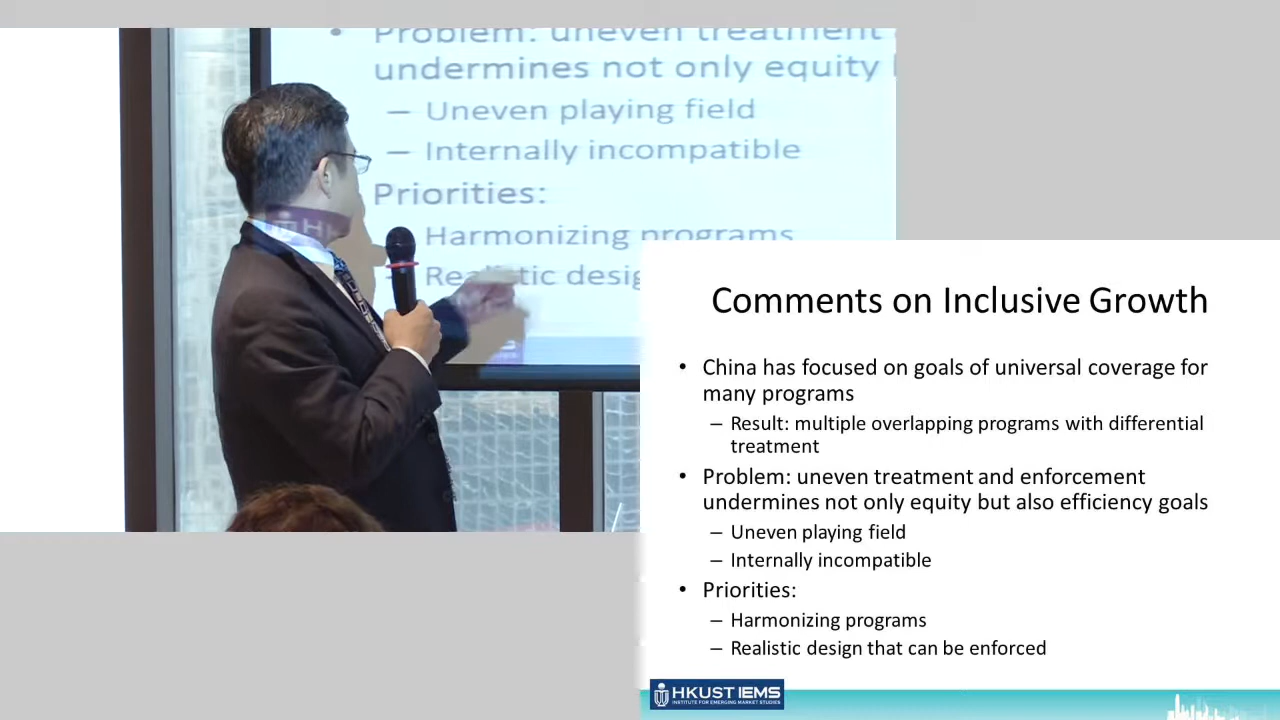 Problem: uneven treatment
undermines not only equity
– Uneven playing field
– Internally incompatible
Priorities:
Harmonizing programs
Comments on Inclusive Growth
• China has focused on goals of universal coverage for
many programs
– Result: multiple overlapping programs with differential
treatment
• Problem: uneven treatment and enforcement
undermines not only equity but also efficiency goals
– Uneven playing field
– Internally incompatible
• Priorities:
– Harmonizing programs
– Realistic design that can be enforced
HKUST IEMS
INSTITUTE FOR EMERGING MARKET STUDIES